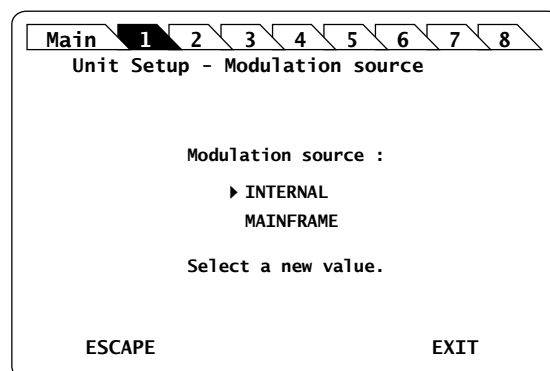 Main 1 2 3 4 5 6 7 8
Unit Setup - Modulation source
Modulation source :
INTERNAL
MAINFRAME
Select a new value.
ESCAPE EXIT